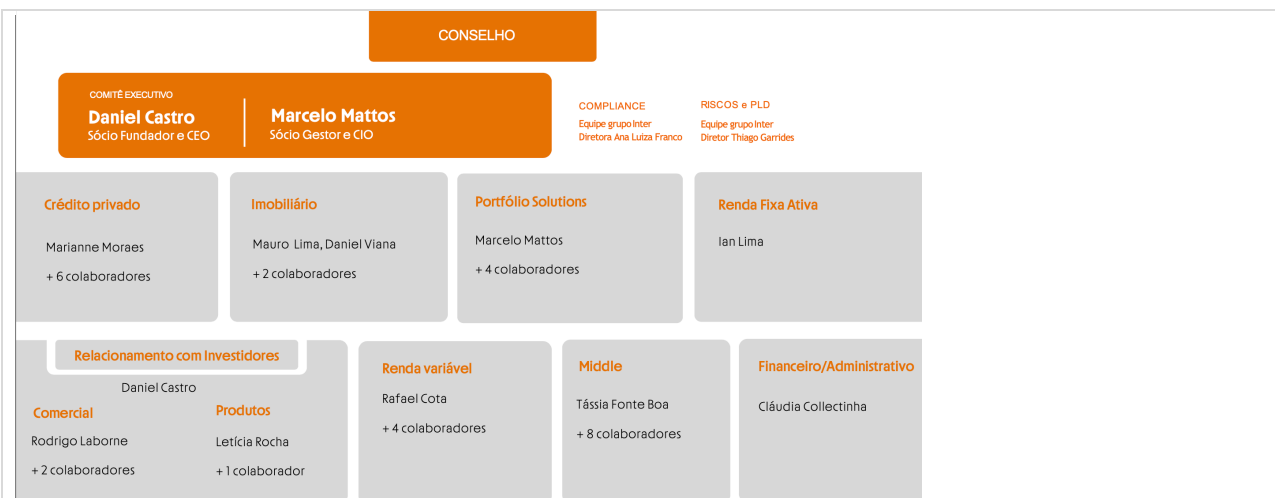 CONSELHO
COMITÊ EXECUTIVO
Daniel Castro
Sócio Fundador e CEO
Marcelo Mattos
Sócio Gestor e CIO
COMPLIANCE
Equipe grupo Inter
Diretora Ana Luiza Franco
RISCOS e PLD
Equipe grupo Inter
Diretor Thiago Garrides
Crédito privado
Marianne Moraes
+ 6 colaboradores
Imobiliário
Mauro Lima, Daniel Viana
+ 2 colaboradores
Portfólio Solutions
Marcelo Mattos
+ 4 colaboradores
Renda Fixa Ativa
Ian Lima
Relacionamento com Investidores
Daniel Castro
Comercial
Rodrigo Laborne
+ 2 colaboradores
Produtos
Letícia Rocha
+ 1 colaborador
Renda variável
Rafael Cota
+ 4 colaboradores
Middle
Tássia Fonte Boa
+ 8 colaboradores
Financeiro/Administrativo
Cláudia Collectinha